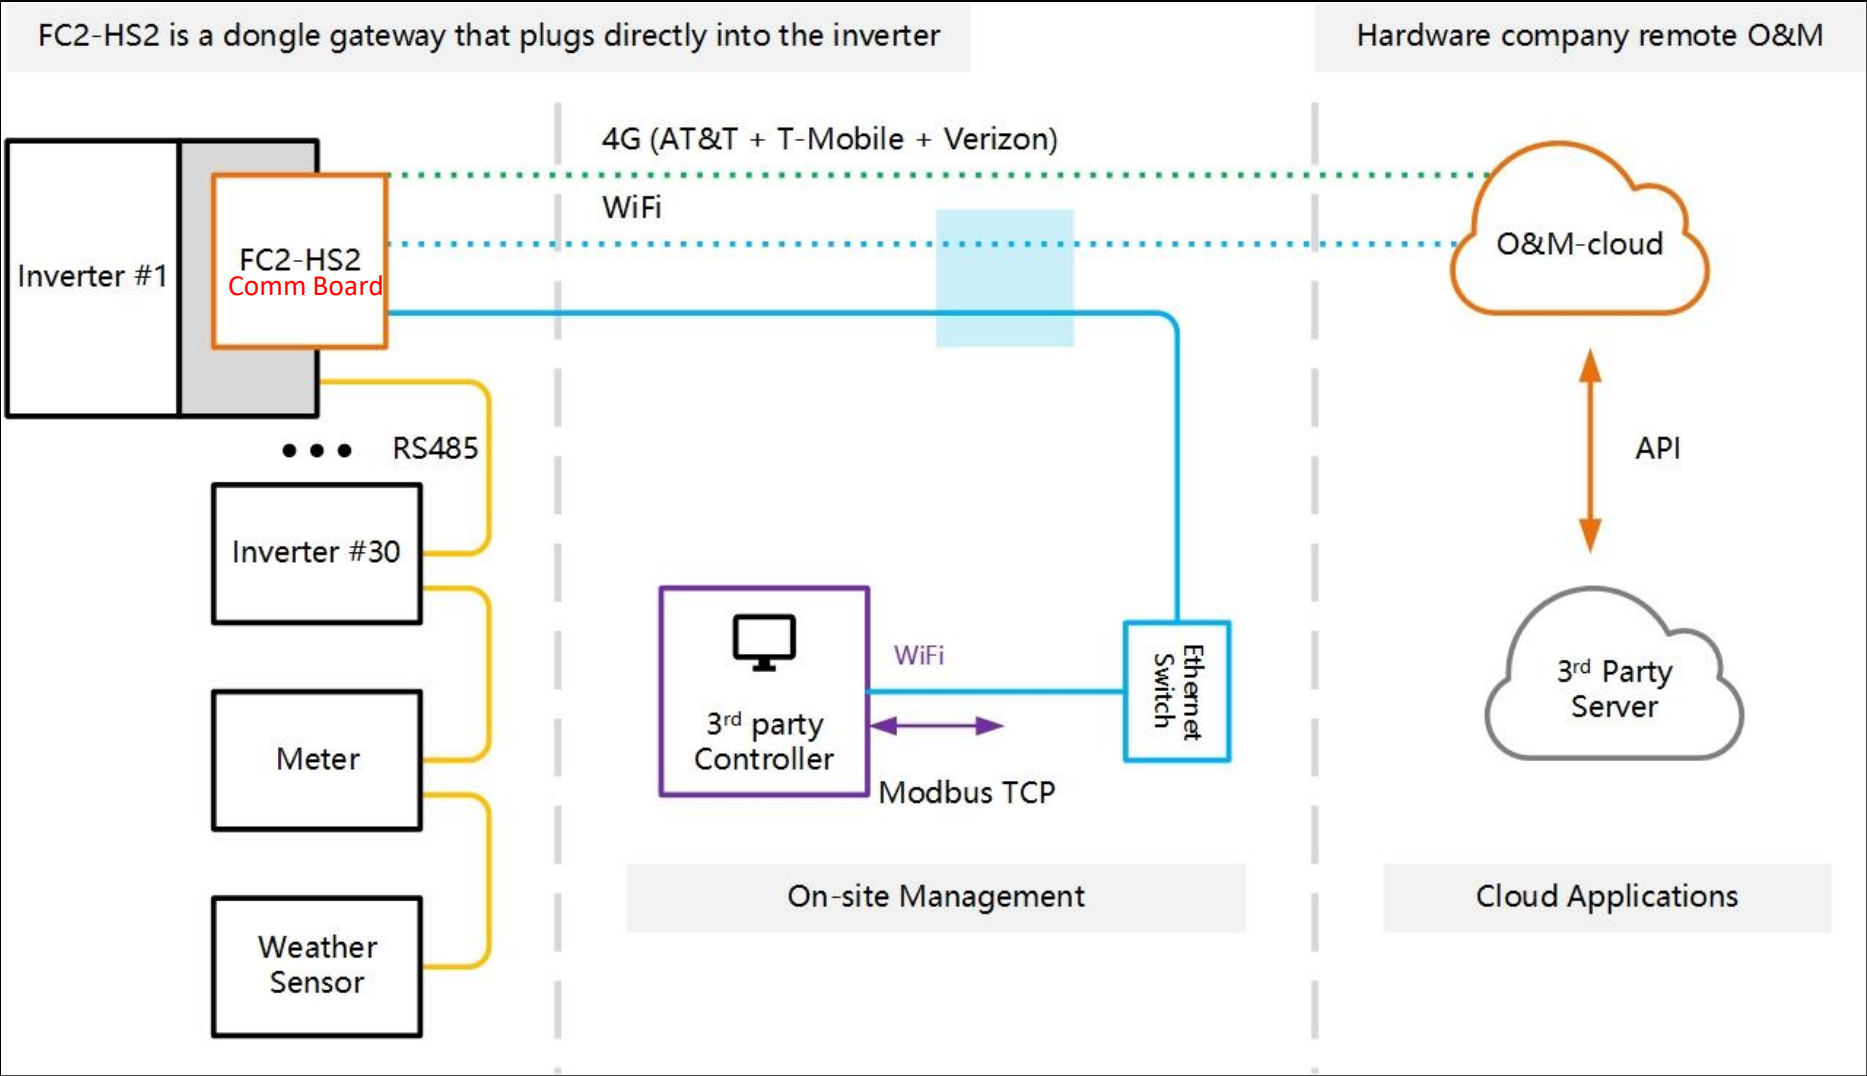 FC2-HS2 is a dongle gateway that plugs directly into the inverter
Hardware company remote O&M
4G (AT&T + T-Mobile + Verizon)
WiFi
Inverter #1
FC2-HS2
Comm Board
O&M-cloud
RS485
API
Inverter #30
WiFi
Ethernet
Switch
3rd party
Controller
Modbus TCP
3rd Party
Server
Meter
On-site Management
Cloud Applications
Weather
Sensor